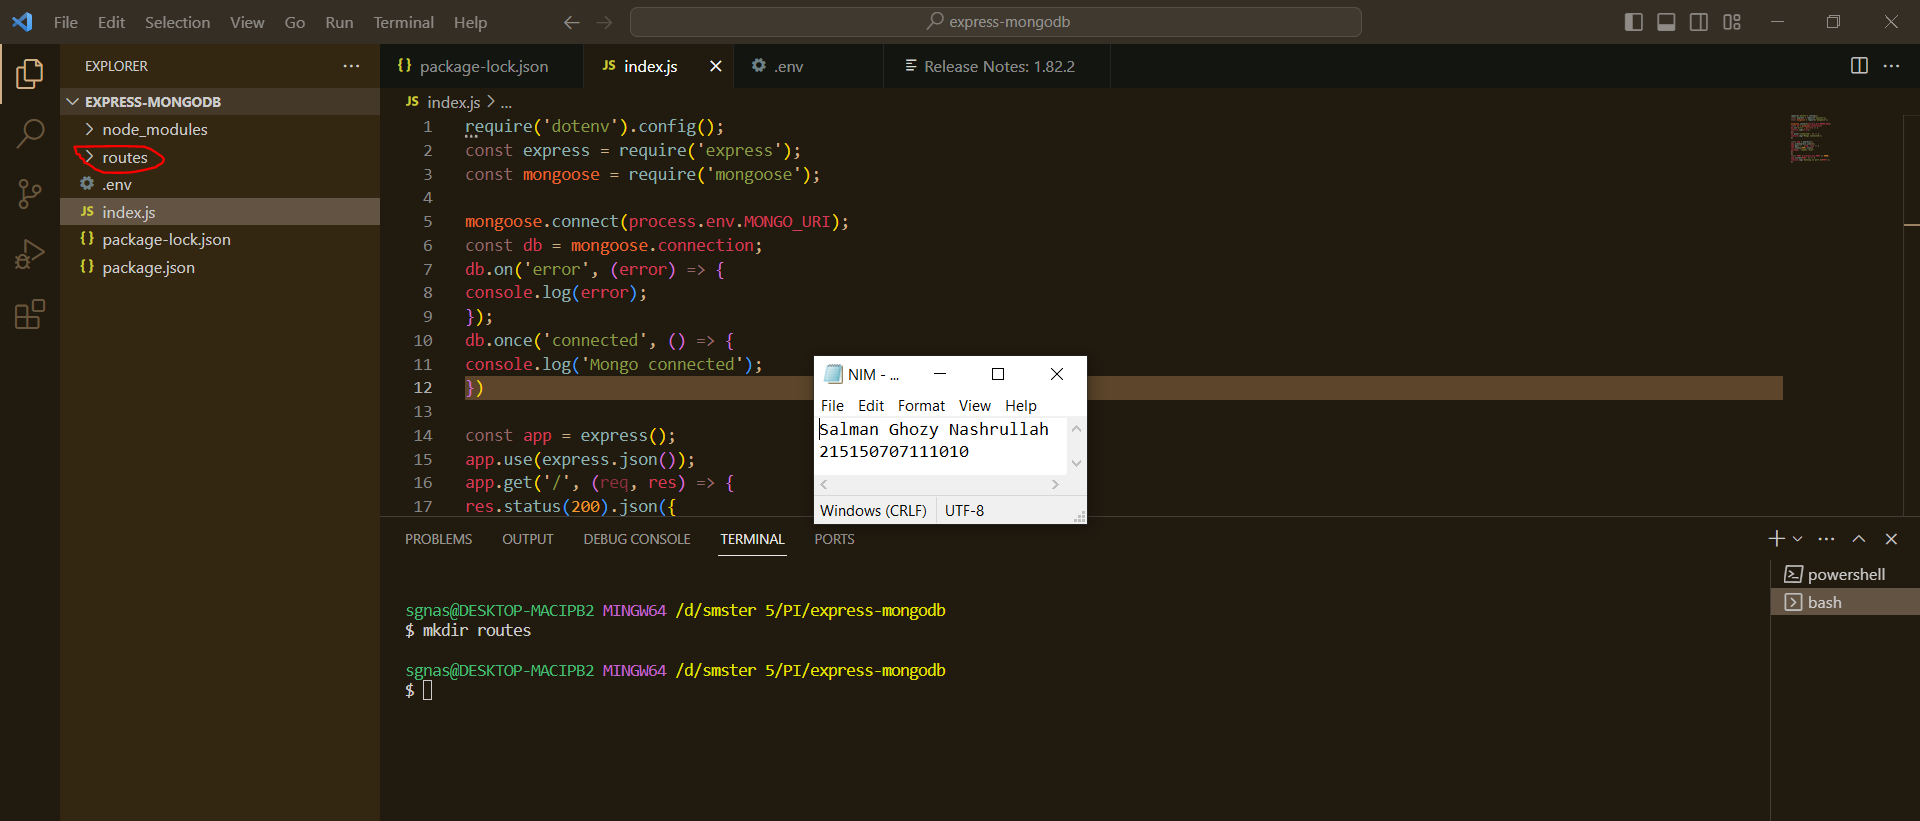 File Edit Selection View Go Run Terminal Help
express-mongodb
EXPLORER
EXPRESS-MONGODB
node_modules
routes
.env
JS index.js
{} package-lock.json
{} package.json
{} package-lock.json
JS index.js
.env
Release Notes: 1.82.2
JS index.js > ...
1 require('dotenv').config();
2 const express = require('express');
3 const mongoose = require('mongoose');
4
5 mongoose.connect(process.env.MONGO_URI);
6 const db = mongoose.connection;
7 db.on('error', (error) => {
8 console.log(error);
9 });
10 db.once('connected', () => {
11 console.log('Mongo connected');
12 })
13
14 const app = express();
15 app.use(express.json());
16 app.get('/', (req, res) => {
17 res.status(200).json({
NIM - ...
File Edit Format View Help
Salman Ghozy Nashrullah
215150707111010
Windows (CRLF) UTF-8
PROBLEMS OUTPUT DEBUG CONSOLE TERMINAL PORTS
sgnas@DESKTOP-MACIPB2 MINGW64 /d/smster 5/PI/express-mongodb
$ mkdir routes
sgnas@DESKTOP-MACIPB2 MINGW64 /d/smster 5/PI/express-mongodb
$
powershell
bash